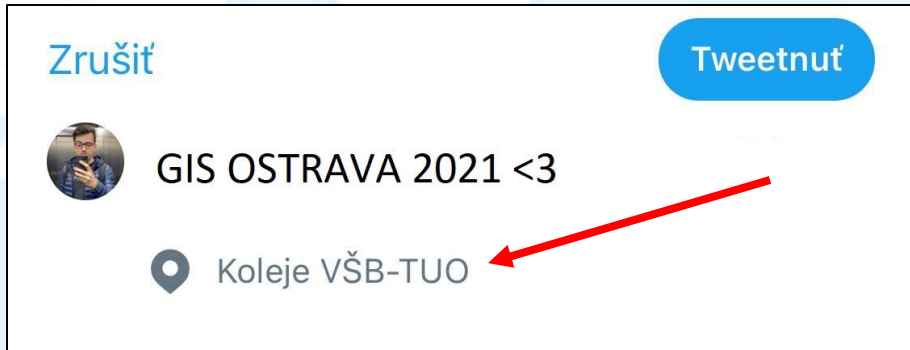 Zrušiť
Tweetnuť
GIS OSTRAVA 2021 <3
Koleje VŠB-TUO